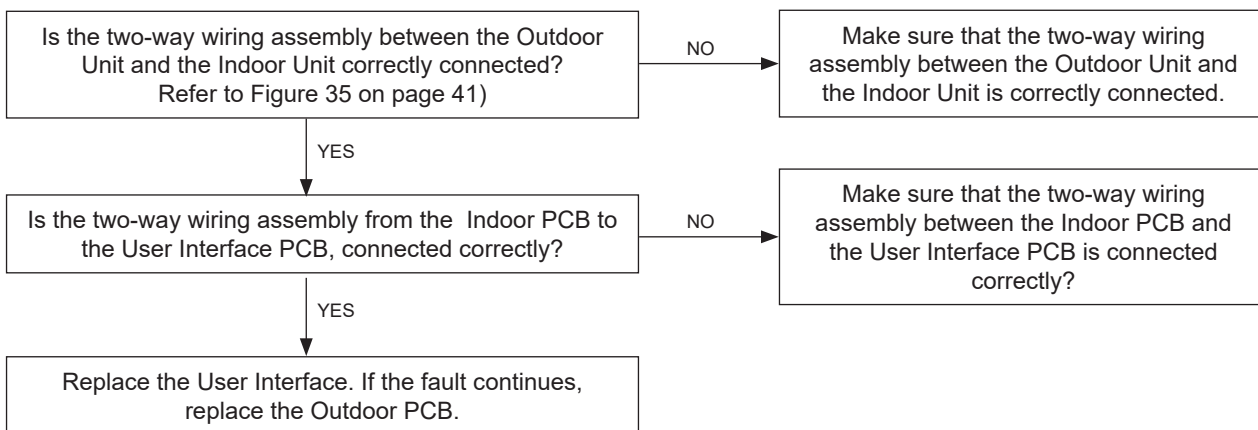 Is the two-way wiring assembly between the Outdoor
Unit and the Indoor Unit correctly connected?
Refer to Figure 35 on page 41)
NO
Make sure that the two-way wiring
assembly between the Outdoor Unit and
the Indoor Unit is correctly connected.
YES
Is the two-way wiring assembly from the  Indoor PCB to
the User Interface PCB, connected correctly?
NO
Make sure that the two-way wiring
assembly between the Indoor PCB and
the User Interface PCB is connected
correctly?
YES
Replace the User Interface. If the fault continues,
replace the Outdoor PCB.